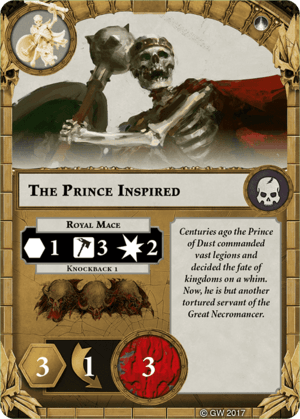 THE PRINCE INSPIRED
ROYAL MACE
1 3 2
KNOCKBACK 1
Centuries ago the Prince
of Dust commanded
vast legions and
decided the fate of
kingdoms on a whim.
Now, he is but another
tortured servant of the
Great Necromancer.
3 1 3
© GW 2017